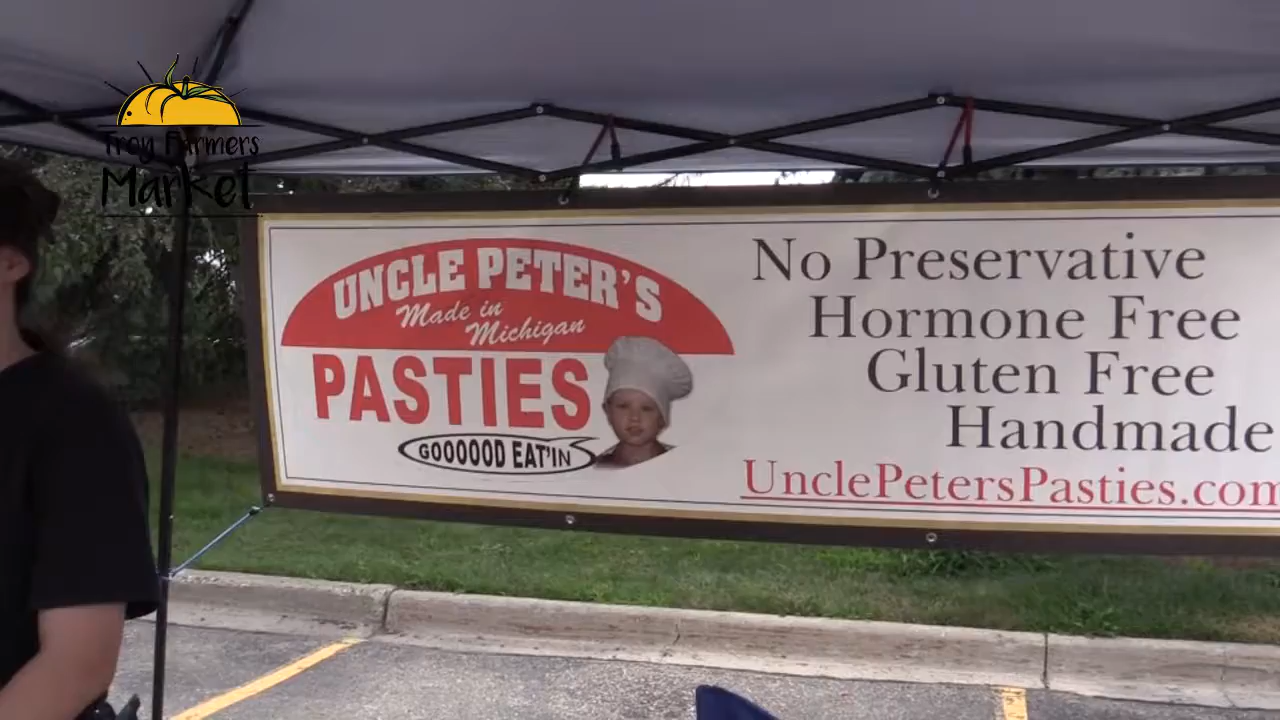 Troy Farmers
Market
UNCLE PETER'S
Made in
Michigan
PASTIES
GOOOOOD EAT'IN
No Preservative
Hormone Free
Gluten Free
Handmade
UnclePetersPasties.com